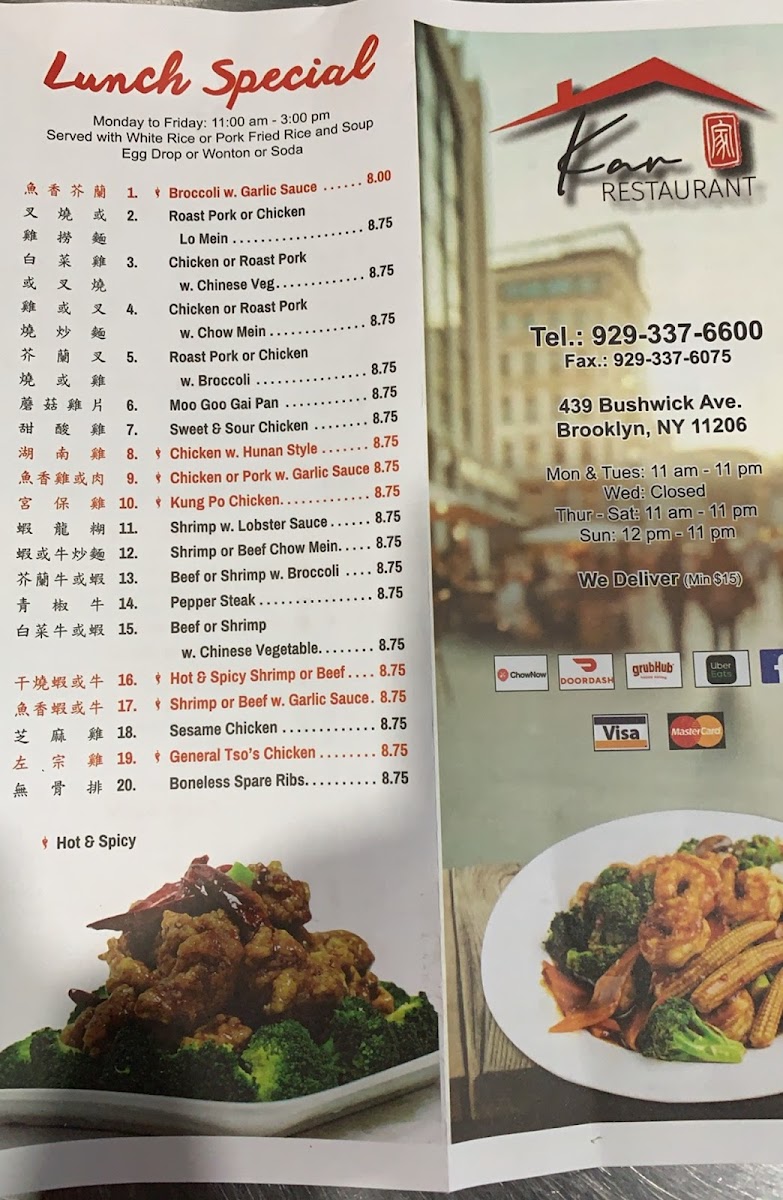 Lunch Special
Monday to Friday: 11:00 am - 3:00 pm
Served with White Rice or Pork Fried Rice and Soup
Egg Drop or Wonton or Soda
魚香芥蘭 1. Broccoli w. Garlic Sauce ...... 8.00
叉燒或 2. Roast Pork or Chicken
雞撈麵 Lo Mein ................... 8.75
白菜雞 3. Chicken or Roast Pork
或叉燒 w. Chinese Veg............. 8.75
雞或叉 4. Chicken or Roast Pork
燒炒麵 w. Chow Mein .............. 8.75
芥蘭叉 5. Roast Pork or Chicken
燒或雞 w. Broccoli ................ 8.75
蘑菇雞片 6. Moo Goo Gai Pan ............ 8.75
甜酸雞 7. Sweet & Sour Chicken ........ 8.75
湖南雞 8. Chicken w. Hunan Style ....... 8.75
魚香雞或肉 9. Chicken or Pork w. Garlic Sauce 8.75
宮保雞 10. Kung Po Chicken............. 8.75
蝦龍糊 11. Shrimp w. Lobster Sauce ...... 8.75
蝦或牛炒麵 12. Shrimp or Beef Chow Mein..... 8.75
芥蘭牛或蝦 13. Beef or Shrimp w. Broccoli .... 8.75
青椒牛 14. Pepper Steak ................ 8.75
白菜牛或蝦 15. Beef or Shrimp
w. Chinese Vegetable........ 8.75
干燒蝦或牛 16. Hot & Spicy Shrimp or Beef .... 8.75
魚香蝦或牛 17. Shrimp or Beef w. Garlic Sauce. 8.75
芝麻雞 18. Sesame Chicken ............. 8.75
左宗雞 19. General Tso's Chicken ........ 8.75
無骨排 20. Boneless Spare Ribs.......... 8.75
Hot & Spicy
Kan 家
RESTAURANT
Tel.: 929-337-6600
Fax.: 929-337-6075
439 Bushwick Ave.
Brooklyn, NY 11206
Mon & Tues: 11 am - 11 pm
Wed: Closed
Thur - Sat: 11 am - 11 pm
Sun: 12 pm - 11 pm
We Deliver (Min $15)
ChowNow DOORDASH GRUBHUB Uber Eats f
Visa MasterCard